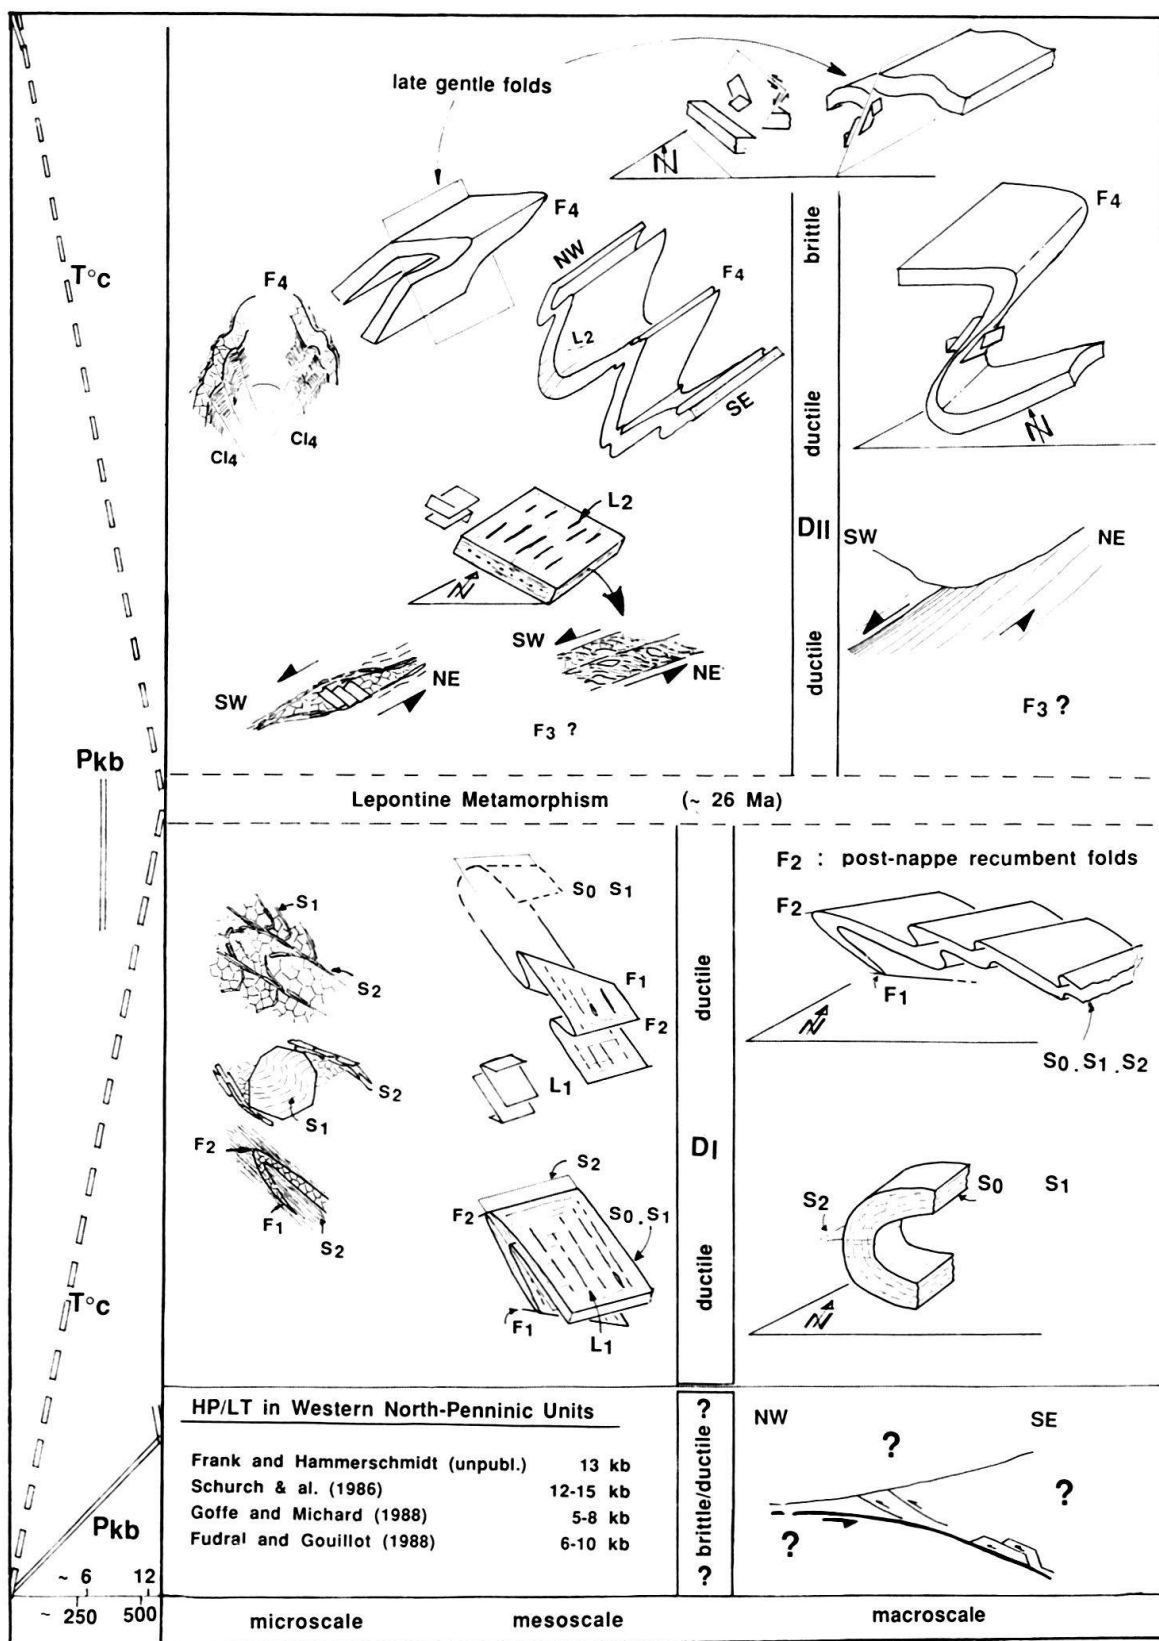 late gentle folds
N
F4
F4
T°c
F4
NW
F4
L2
SE
Cl4
Cl4
brittle
ductile
N
L2
DII
SW
NE
N
SW
NE
SW
NE
ductile
F3 ?
F3 ?
Pkb
Lepontine Metamorphism (~ 26 Ma)
F2 : post-nappe recumbent folds
S0 S1
S1
F2
S2
F1
F1
F2
ductile
N
S0.S1.S2
S2
L1
S1
F2
DI
S2
S0
S1
S2
F2
S0.S1
F1
S2
F1
L1
ductile
N
T°c
HP/LT in Western North-Penninic Units
Frank and Hammerschmidt (unpubl.) 13 kb
Schurch & al. (1986) 12-15 kb
Goffe and Michard (1988) 5-8 kb
Fudral and Gouillot (1988) 6-10 kb
? brittle/ductile ?
NW
SE
?
?
?
Pkb
~ 6 12
~ 250 500
microscale
mesoscale
macroscale